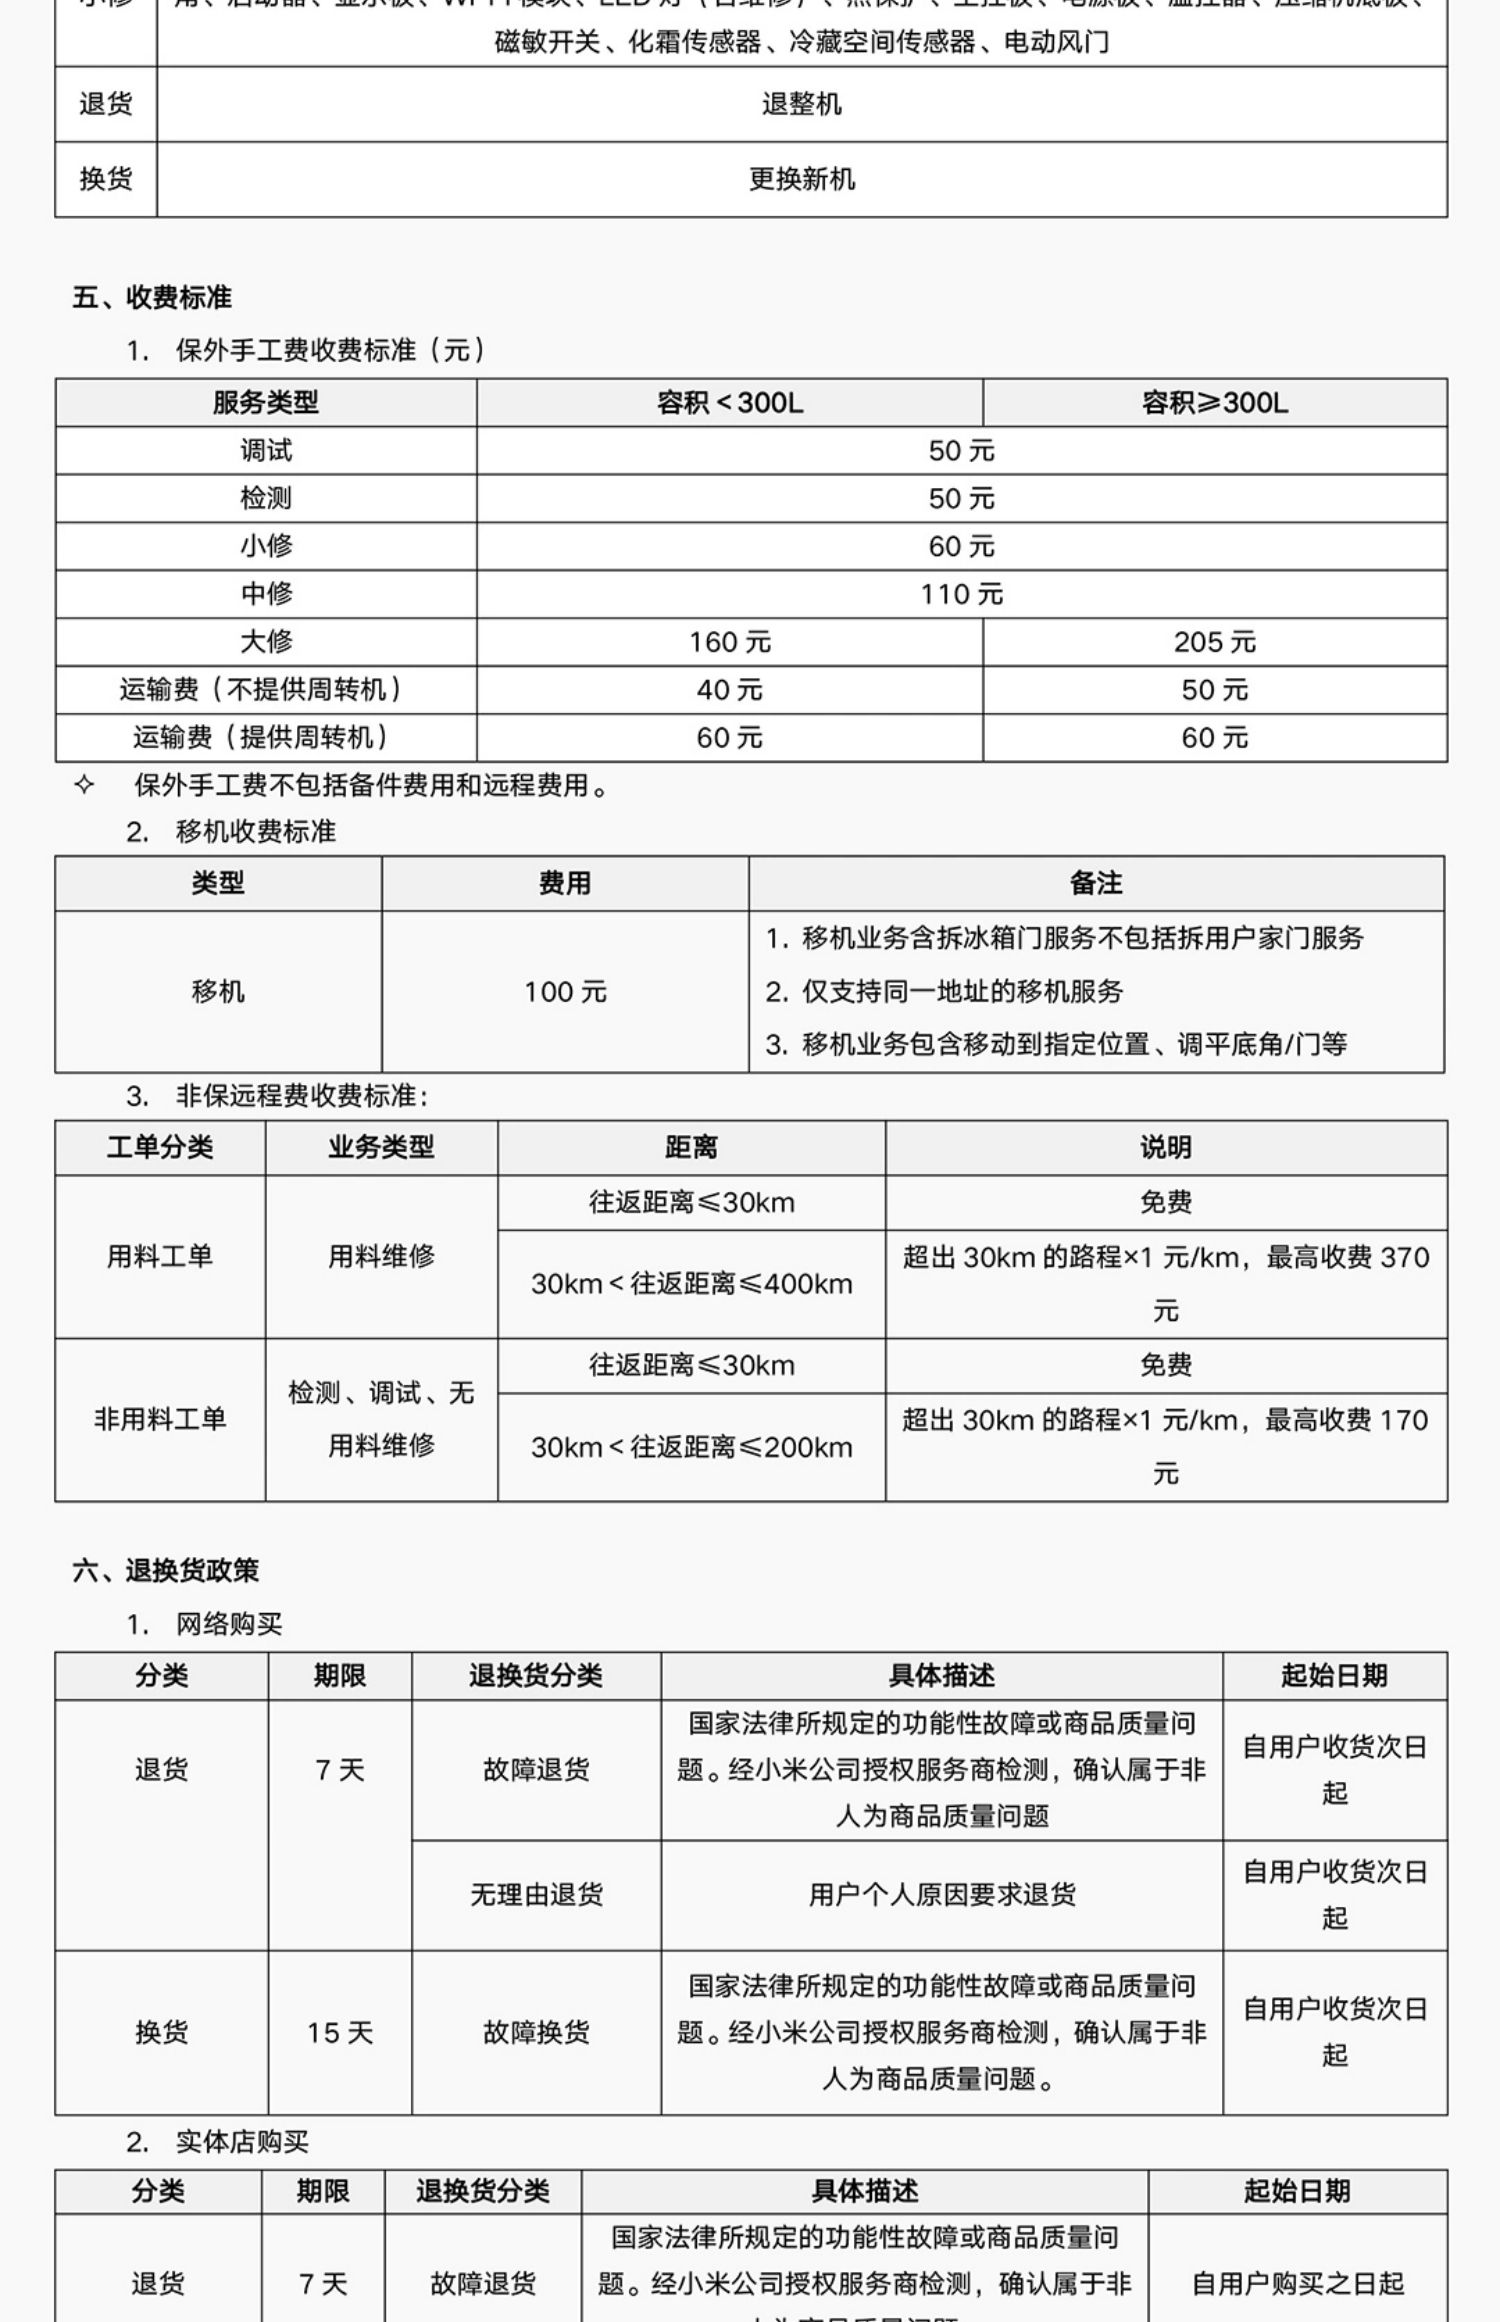 磁敏开关、化霜传感器、冷藏空间传感器、电动风门
退货
退整机
换货
更换新机
五、收费标准
1. 保外手工费收费标准（元）
服务类型 容积<300L 容积≥300L
调试 50 元
检测 50 元
小修 60 元
中修 110 元
大修 160 元 205 元
运输费（不提供周转机） 40 元 50 元
运输费（提供周转机） 60 元 60 元
✧ 保外手工费不包括备件费用和远程费用。
2. 移机收费标准
类型 费用 备注
移机
100 元
1. 移机业务含拆冰箱门服务不包括拆用户家门服务
2. 仅支持同一地址的移机服务
3. 移机业务包含移动到指定位置、调平底角/门等
3. 非保远程费收费标准：
工单分类 业务类型 距离 说明
用料工单
用料维修
往返距离≤30km
免费
30km<往返距离≤400km
超出 30km 的路程×1 元/km，最高收费 370
元
非用料工单
检测、调试、无
用料维修
往返距离≤30km
免费
30km<往返距离≤200km
超出 30km 的路程×1 元/km，最高收费 170
元
六、退换货政策
1. 网络购买
分类 期限 退换货分类 具体描述 起始日期
退货
7 天
故障退货
国家法律所规定的功能性故障或商品质量问
题。经小米公司授权服务商检测，确认属于非
人为商品质量问题
自用户收货次日
起
无理由退货
用户个人原因要求退货
自用户收货次日
起
换货
15 天
故障换货
国家法律所规定的功能性故障或商品质量问
题。经小米公司授权服务商检测，确认属于非
人为商品质量问题。
自用户收货次日
起
2. 实体店购买
分类 期限 退换货分类 具体描述 起始日期
退货
7 天
故障退货
国家法律所规定的功能性故障或商品质量问
题。经小米公司授权服务商检测，确认属于非
自用户购买之日起